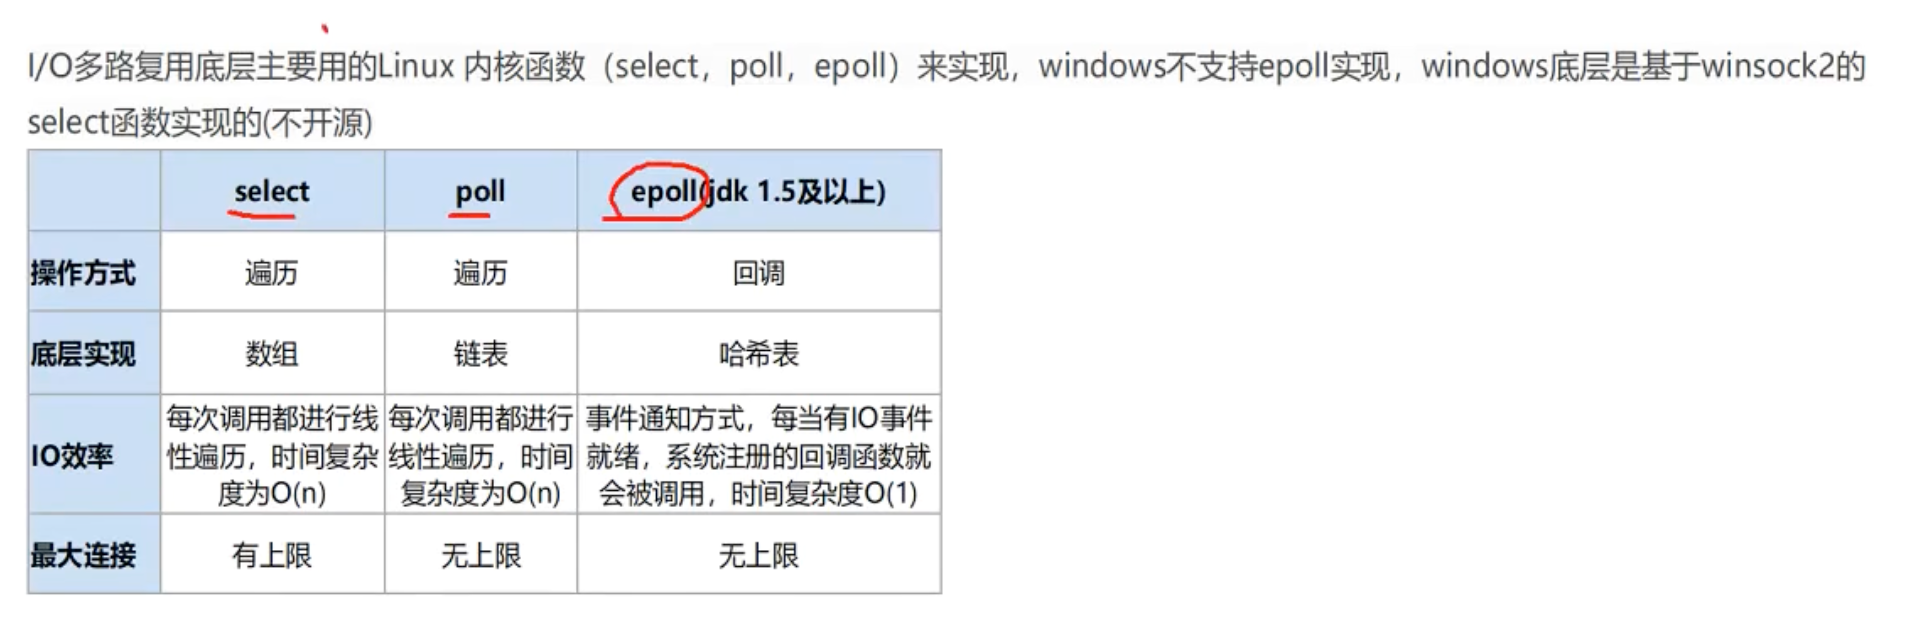 I/O多路复用底层主要用的Linux 内核函数（select，poll，epoll）来实现，windows不支持epoll实现，windows底层是基于winsock2的
select函数实现的(不开源)
select poll epoll(jdk 1.5及以上)
操作方式 遍历 遍历 回调
底层实现 数组 链表 哈希表
IO效率
每次调用都进行线
性遍历，时间复杂
度为O(n)
每次调用都进行
线性遍历，时间
复杂度为O(n)
事件通知方式，每当有IO事件
就绪，系统注册的回调函数就
会被调用，时间复杂度O(1)
最大连接 有上限 无上限 无上限